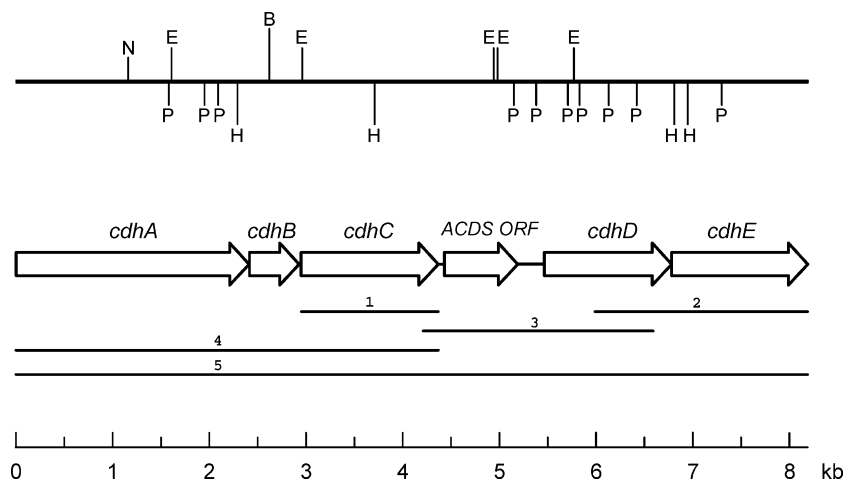 B
N E E E E E
P P P P P P P P P P
H H H H
cdhA cdhB cdhC ACDS ORF cdhD cdhE
1 2
3
4
5
0 1 2 3 4 5 6 7 8 kb